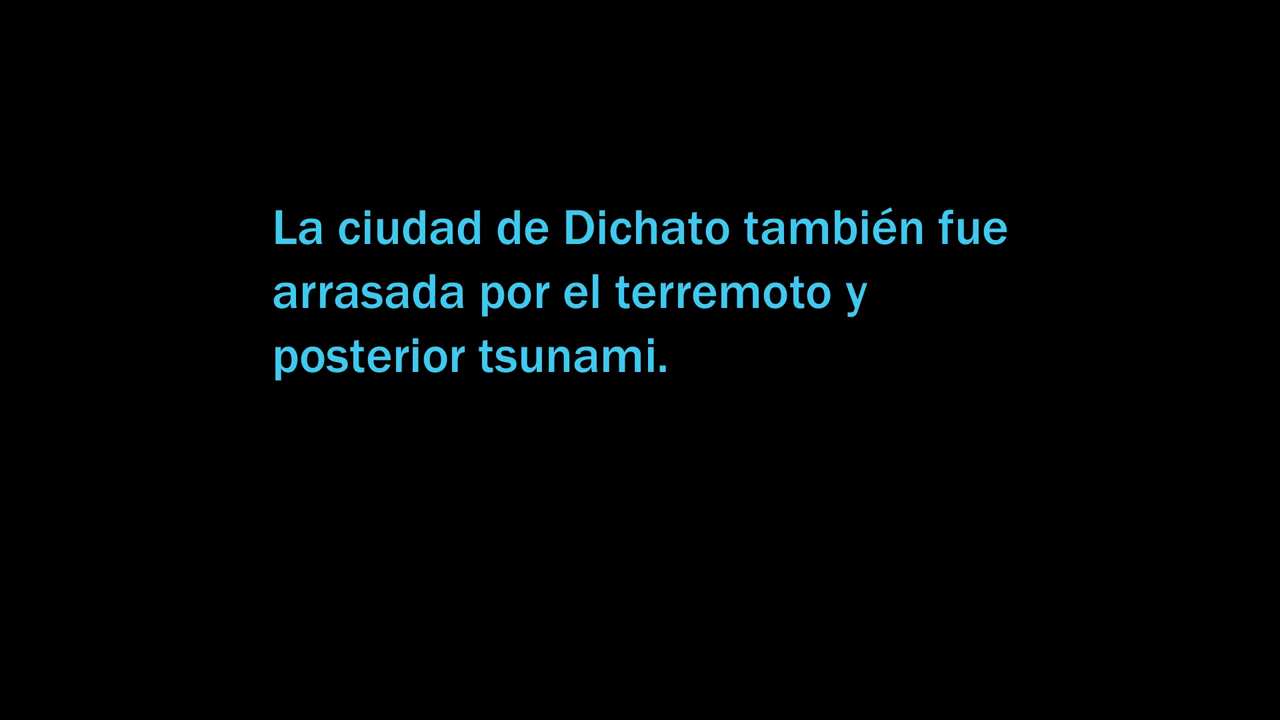 La ciudad de Dichato también fue
arrasada por el terremoto y
posterior tsunami.